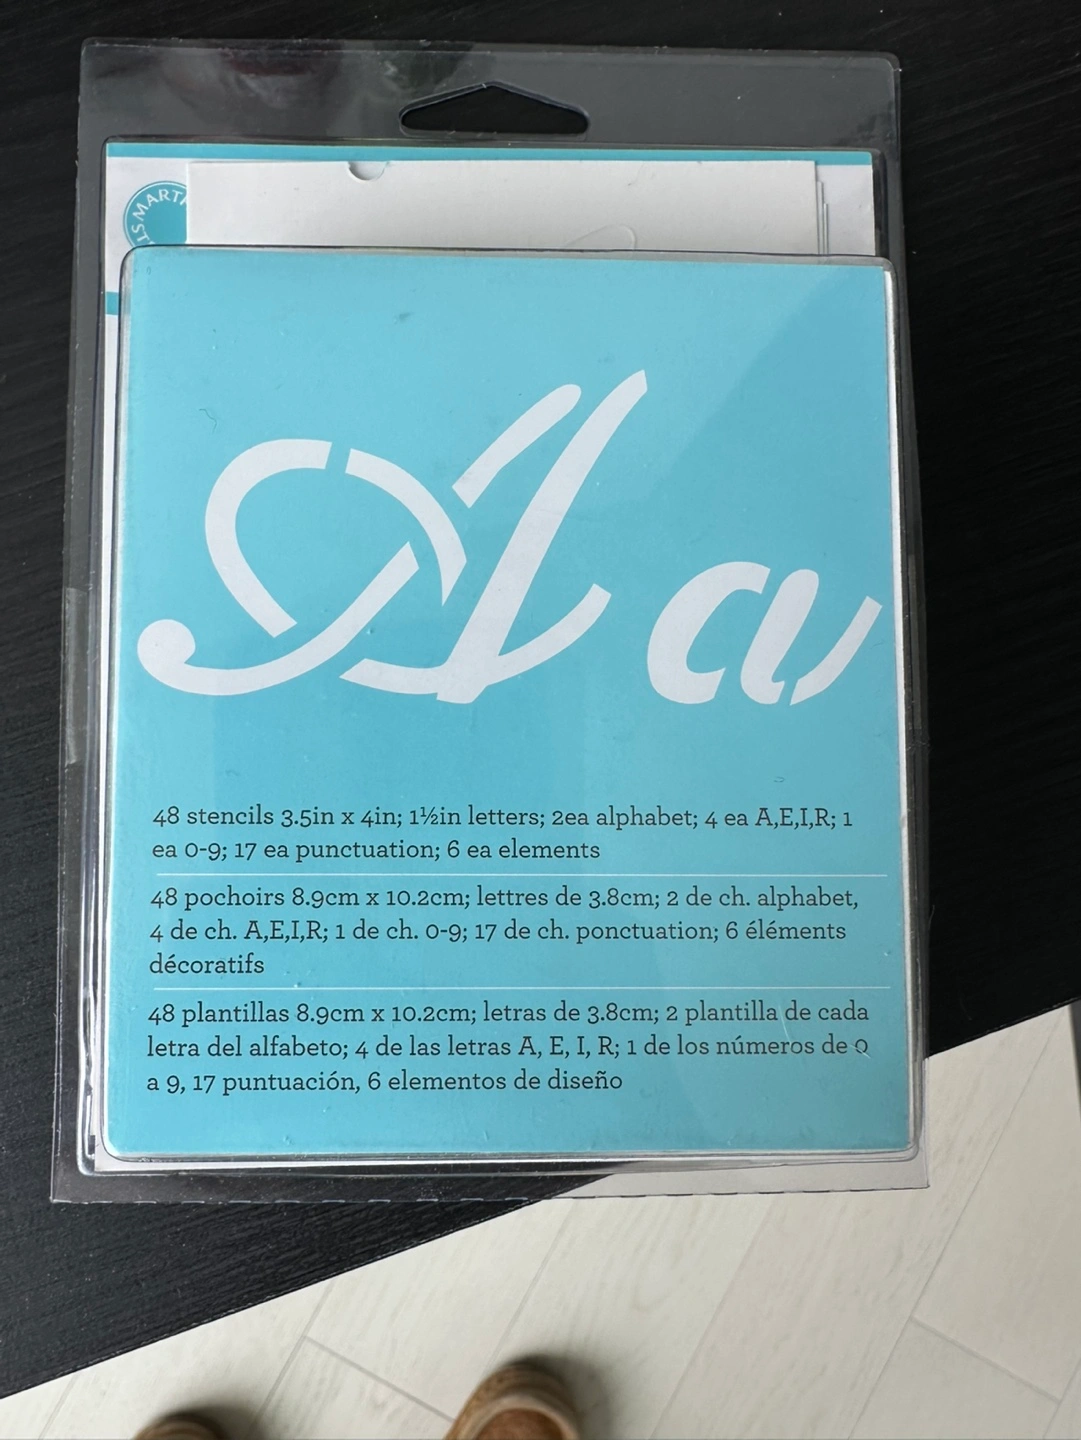 SMARTI
A a
48 stencils 3.5in x 4in; 1½in letters; 2ea alphabet; 4 ea A,E,I,R; 1
ea 0-9; 17 ea punctuation; 6 ea elements
48 pochoirs 8.9cm x 10.2cm; lettres de 3.8cm; 2 de ch. alphabet,
4 de ch. A,E,I,R; 1 de ch. 0-9; 17 de ch. ponctuation; 6 éléments
décoratifs
48 plantillas 8.9cm x 10.2cm; letras de 3.8cm; 2 plantilla de cada
letra del alfabeto; 4 de las letras A, E, I, R; 1 de los números de 0
a 9, 17 puntuación, 6 elementos de diseño